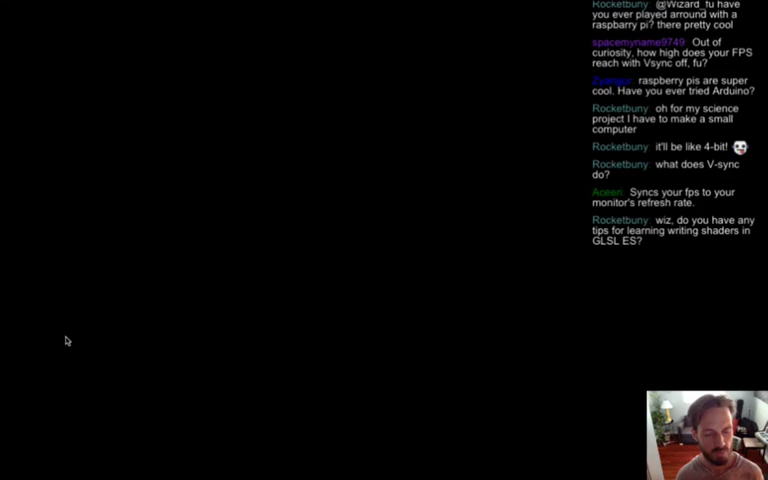 Rocketbuny: @Wizard_fu have
you ever played arround with a
raspberry pi? there pretty cool
spacemyname9749: Out of
curiosity, how high does your FPS
reach with Vsync off, fu?
raspberry pis are super
cool. Have you ever tried Arduino?
Rocketbuny: oh for my science
project I have to make a small
computer
Rocketbuny: it'll be like 4-bit!
Rocketbuny: what does V-sync
do?
Aceeri: Syncs your fps to your
monitor's refresh rate.
Rocketbuny: wiz, do you have any
tips for learning writing shaders in
GLSL ES?